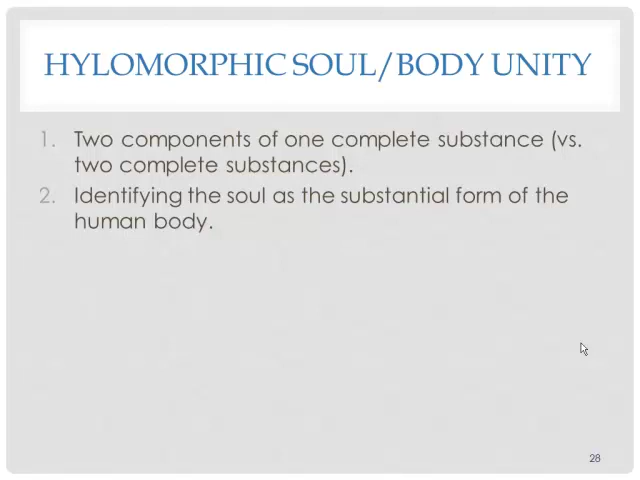 HYLOMORPHIC SOUL/BODY UNITY
1. Two components of one complete substance (vs.
two complete substances).
2. Identifying the soul as the substantial form of the
human body.
28